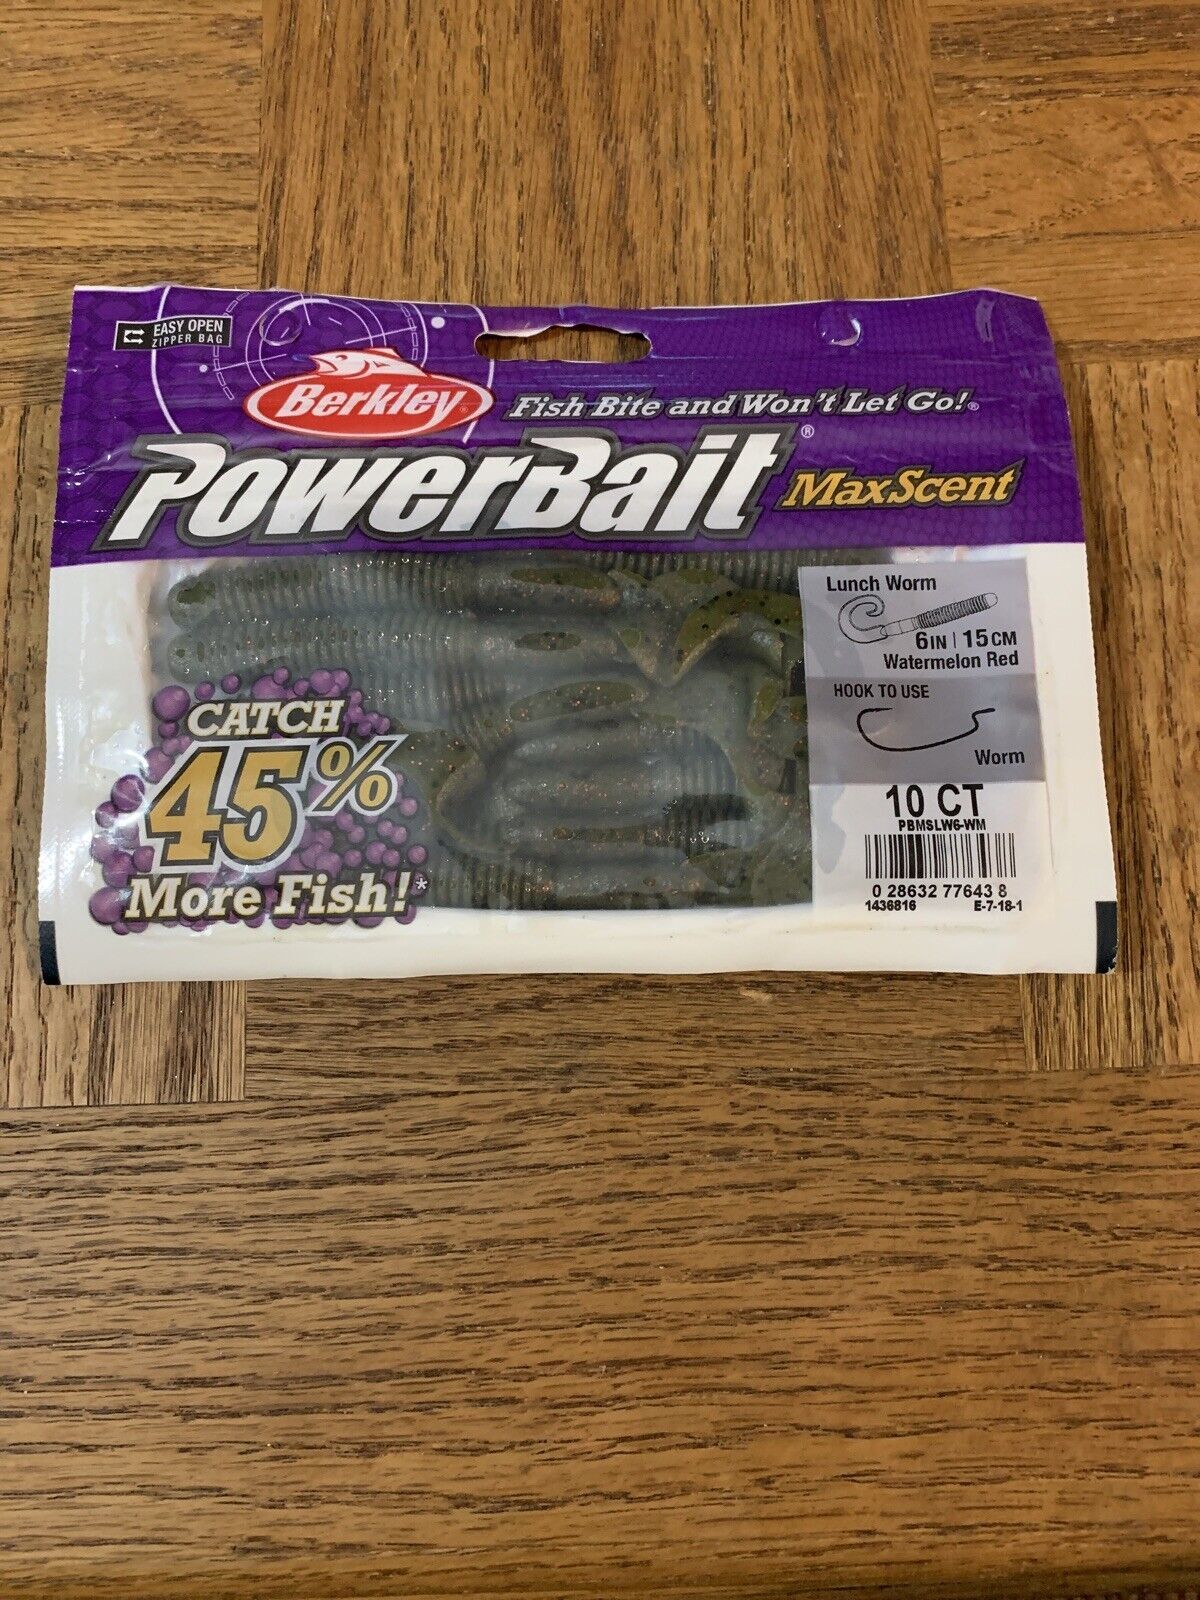 EASY OPEN
ZIPPER BAG
Berkley®
Fish Bite and Won't Let Go!®
PowerBait®
MaxScent
Lunch Worm
6IN | 15CM
Watermelon Red
HOOK TO USE
Worm
CATCH
45%
More Fish!*
10 CT
PBMSLW6-WM
0 28632 77643 8
1436816 E-7-18-1